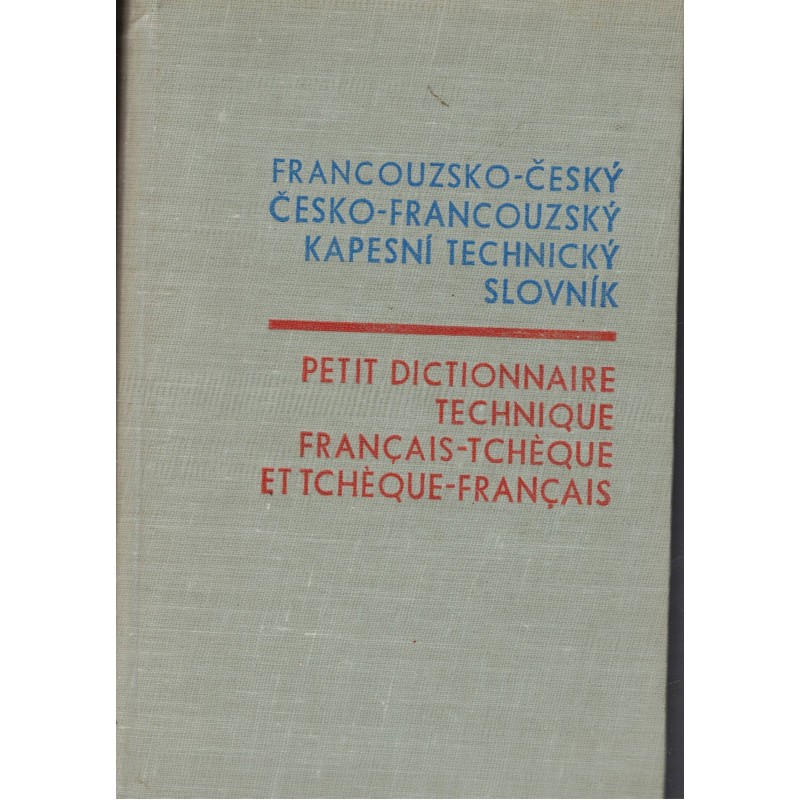 FRANCOUZSKO-ČESKÝ
ČESKO-FRANCOUZSKÝ
KAPESNÍ TECHNICKÝ
SLOVNÍK
PETIT DICTIONNAIRE
TECHNIQUE
FRANÇAIS-TCHÈQUE
ET TCHÈQUE-FRANÇAIS